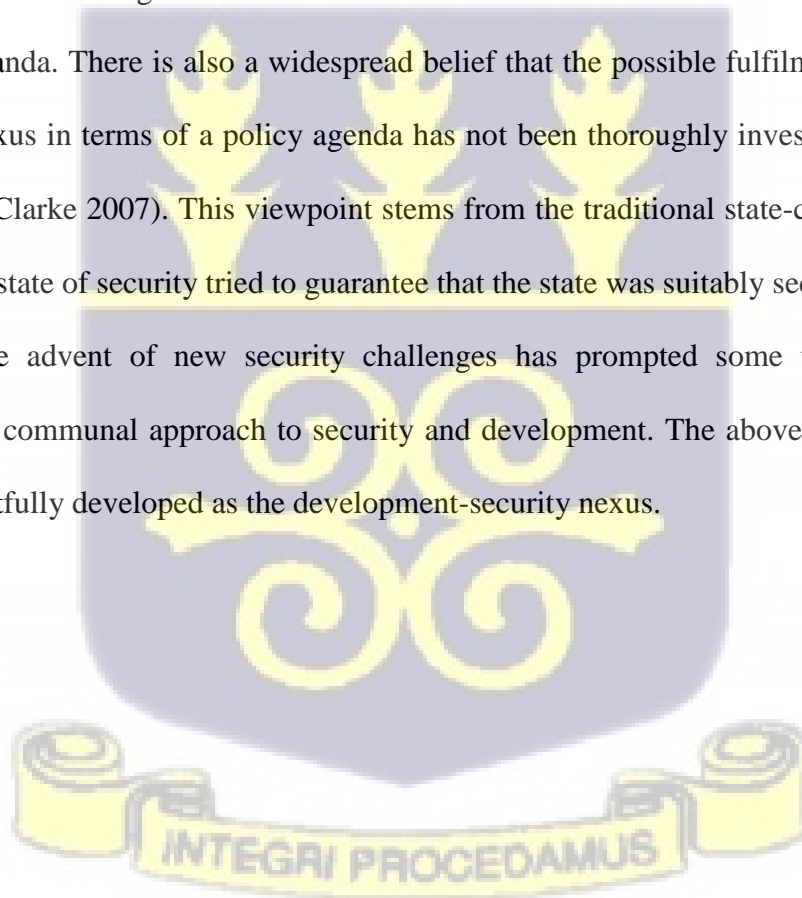 anda. There is also a widespread belief that the possible fulfiln
xus in terms of a policy agenda has not been thoroughly inves
Clarke 2007). This viewpoint stems from the traditional state-c
state of security tried to guarantee that the state was suitably sec
e advent of new security challenges has prompted some
communal approach to security and development. The above
tfully developed as the development-security nexus.
INTEGRI PROCEDAMUS